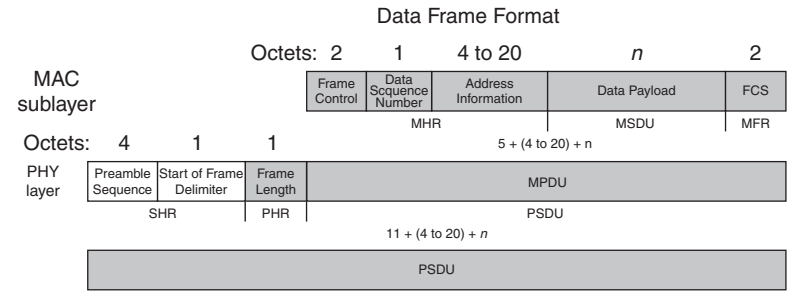 Data Frame Format
Octets: 2 1 4 to 20 n 2
MAC
sublayer
Frame
Control
Data
Scquence
Number
Address
Information
Data Payload
FCS
MHR MSDU MFR
Octets: 4 1 1 5 + (4 to 20) + n
PHY
layer
Preamble
Sequence
Start of Frame
Delimiter
Frame
Length
MPDU
SHR PHR PSDU
11 + (4 to 20) + n
PSDU